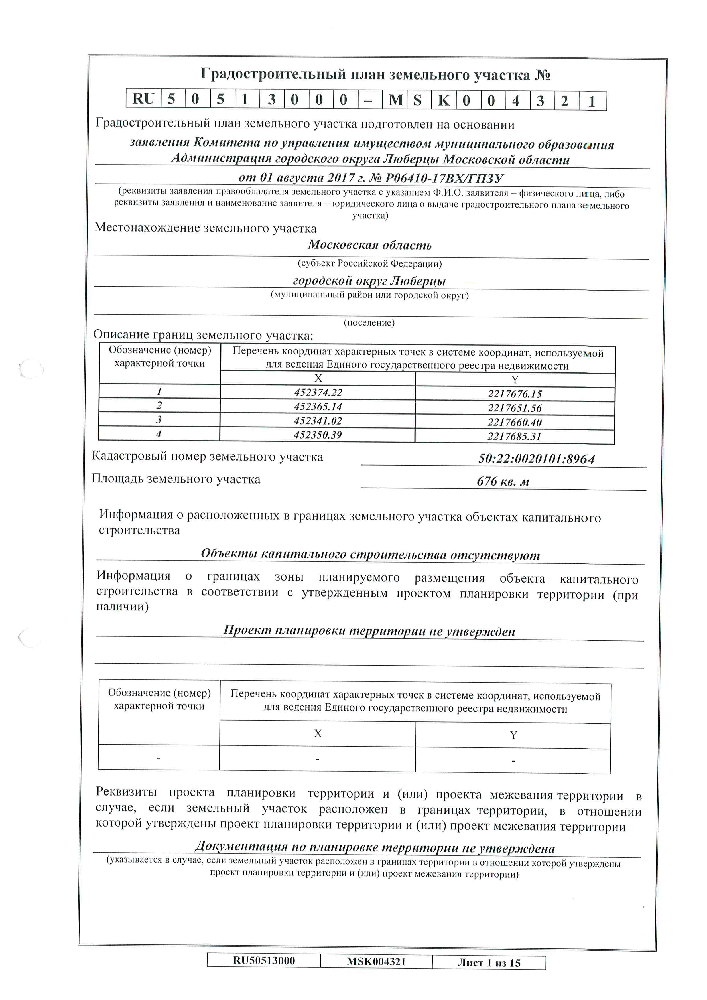 Градостроительный план земельного участка №
RU 5 0 5 1 3 0 0 0 – M S K 0 0 4 3 2 1
Градостроительный план земельного участка подготовлен на основании
заявления Комитета по управления имуществом муниципального образования
Администрация городского округа Люберцы Московской области
от 01 августа 2017 г. № Р06410-17ВХ/ГПЗУ
(реквизиты заявления правообладателя земельного участка с указанием Ф.И.О. заявителя – физического лица, либо
реквизиты заявления и наименование заявителя – юридического лица о выдаче градостроительного плана земельного
участка)
Местонахождение земельного участка
Московская область
(субъект Российской Федерации)
городской округ Люберцы
(муниципальный район или городской округ)
(поселение)
Описание границ земельного участка:
Обозначение (номер)
характерной точки
Перечень координат характерных точек в системе координат, используемой
для ведения Единого государственного реестра недвижимости
X Y
1 452374.22 2217676.15
2 452365.14 2217651.56
3 452341.02 2217660.40
4 452350.39 2217685.31
Кадастровый номер земельного участка 50:22:0020101:8964
Площадь земельного участка 676 кв. м
Информация о расположенных в границах земельного участка объектах капитального
строительства
Объекты капитального строительства отсутствуют
Информация о границах зоны планируемого размещения объекта капитального
строительства в соответствии с утвержденным проектом планировки территории (при
наличии)
Проект планировки территории не утвержден
Обозначение (номер)
характерной точки
Перечень координат характерных точек в системе координат, используемой
для ведения Единого государственного реестра недвижимости
X Y
- - -
Реквизиты проекта планировки территории и (или) проекта межевания территории в
случае, если земельный участок расположен в границах территории, в отношении
которой утверждены проект планировки территории и (или) проект межевания территории
Документация по планировке территории не утверждена
(указывается в случае, если земельный участок расположен в границах территории в отношении которой утверждены
проект планировки территории и (или) проект межевания территории)
RU50513000 MSK004321 Лист 1 из 15